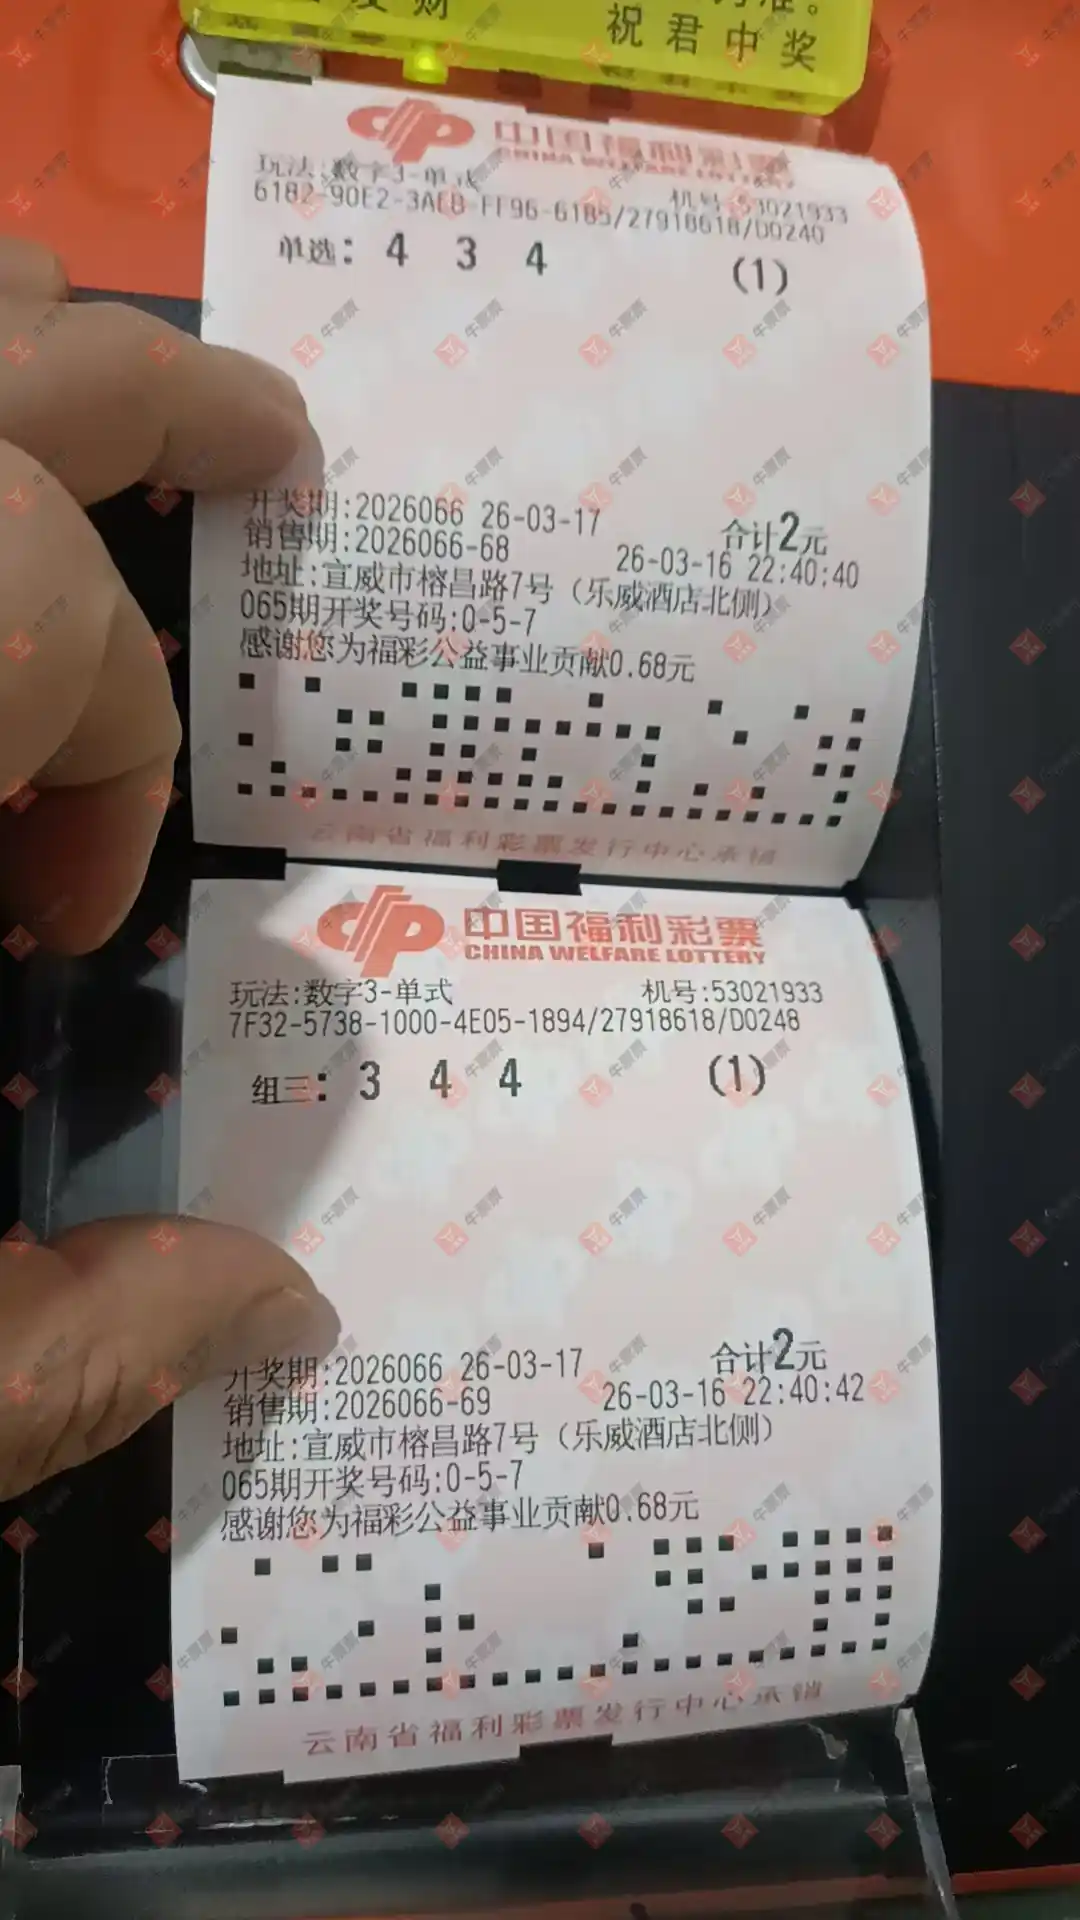 发财
祝君中奖
中国福利彩票
CHINA WELFARE LOTTERY
玩法:数字3-单式 机号:53021933
6182-90E2-3AEB-FF96-6185/27918618/D0240
单选: 4 3 4 (1)
开奖期:2026066 26-03-17 合计2元
销售期:2026066-68 26-03-16 22:40:40
地址:宣威市榕昌路7号（乐威酒店北侧）
065期开奖号码:0-5-7
感谢您为福彩公益事业贡献0.68元
云南省福利彩票发行中心承销
中国福利彩票
CHINA WELFARE LOTTERY
玩法:数字3-单式 机号:53021933
7F32-5738-1000-4E05-1894/27918618/D0248
组三: 3 4 4 (1)
开奖期:2026066 26-03-17 合计2元
销售期:2026066-69 26-03-16 22:40:42
地址:宣威市榕昌路7号（乐威酒店北侧）
065期开奖号码:0-5-7
感谢您为福彩公益事业贡献0.68元
云南省福利彩票发行中心承销
牛票票